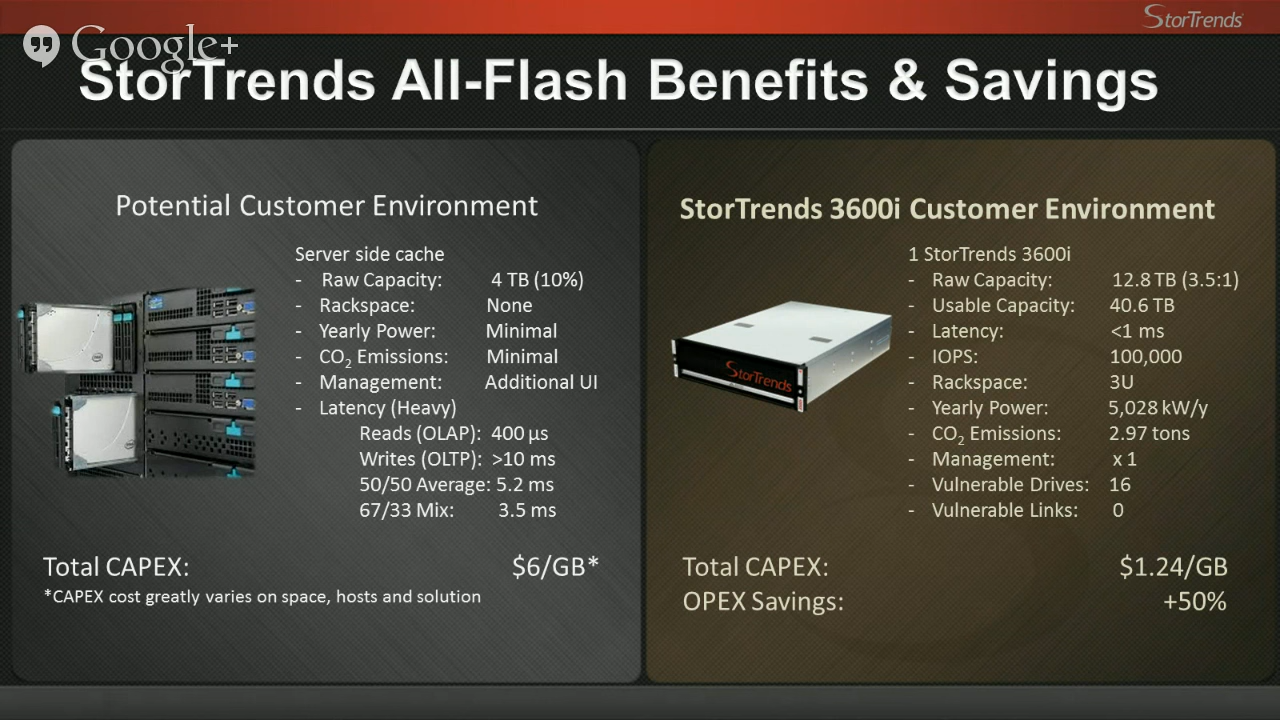 StorTrends
Google+
StorTrends All-Flash Benefits & Savings
Potential Customer Environment
Server side cache
- Raw Capacity: 4 TB (10%)
- Rackspace: None
- Yearly Power: Minimal
- CO2 Emissions: Minimal
- Management: Additional UI
- Latency (Heavy)
Reads (OLAP): 400 µs
Writes (OLTP): >10 ms
50/50 Average: 5.2 ms
67/33 Mix: 3.5 ms
Total CAPEX: $6/GB*
*CAPEX cost greatly varies on space, hosts and solution
StorTrends 3600i Customer Environment
1 StorTrends 3600i
- Raw Capacity: 12.8 TB (3.5:1)
- Usable Capacity: 40.6 TB
- Latency: <1 ms
- IOPS: 100,000
- Rackspace: 3U
- Yearly Power: 5,028 kW/y
- CO2 Emissions: 2.97 tons
- Management: x 1
- Vulnerable Drives: 16
- Vulnerable Links: 0
StorTrends
Total CAPEX: $1.24/GB
OPEX Savings: +50%